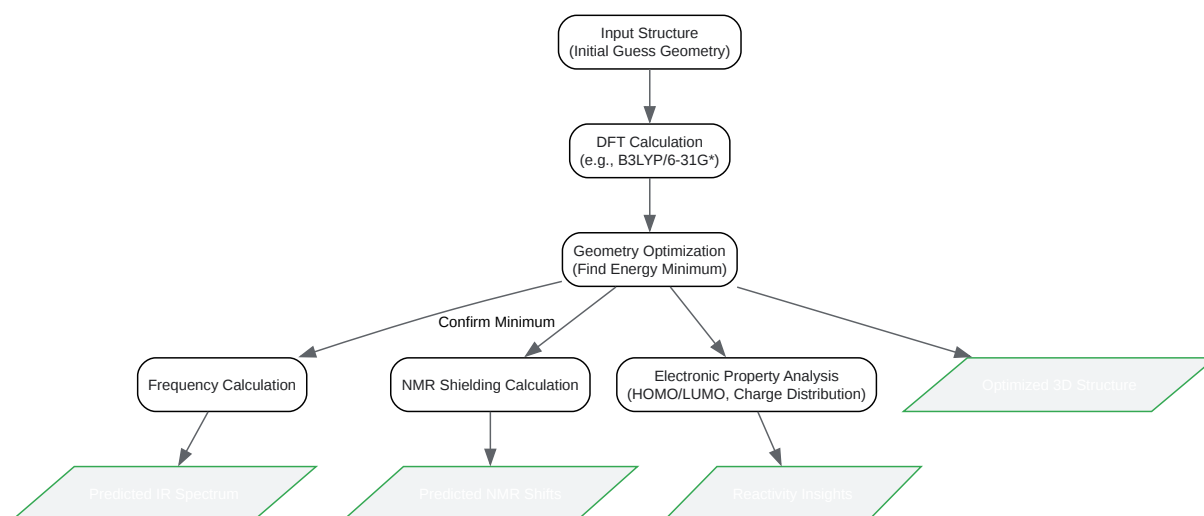 Input Structure
(Initial Guess Geometry)
DFT Calculation
(e.g., B3LYP/6-31G*)
Geometry Optimization
(Find Energy Minimum)
Confirm Minimum
Frequency Calculation
NMR Shielding Calculation
Electronic Property Analysis
(HOMO/LUMO, Charge Distribution)
Optimized 3D Structure
Predicted IR Spectrum
Predicted NMR Shifts
Reactivity Insights